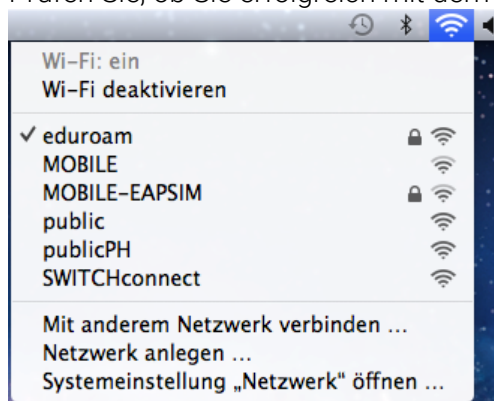 Prüfen Sie, ob Sie erfolgreich mit dem
Wi-Fi: ein
Wi-Fi deaktivieren
✓ eduroam
MOBILE
MOBILE-EAPSIM
public
publicPH
SWITCHconnect
Mit anderem Netzwerk verbinden ...
Netzwerk anlegen ...
Systemeinstellung „Netzwerk“ öffnen ...